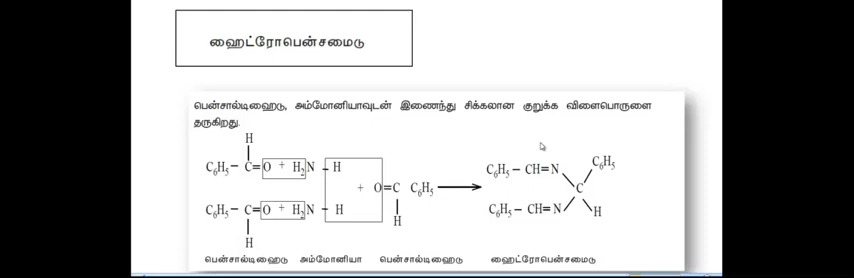 ஹைட்ரோபென்சமைடு
பென்சால்டிஹைடு, அம்மோனியாவுடன் இணைந்து சிக்கலான குறுக்க விளைபொருளை
தருகிறது.
H
C₆H₅ – C=O + H₂N – H
+ O=C C₆H₅ ⟶ C₆H₅ – CH=N C C₆H₅
C₆H₅ – C=O + H₂N – H
H C₆H₅ – CH=N H
H
பென்சால்டிஹைடு அம்மோனியா பென்சால்டிஹைடு ஹைட்ரோபென்சமைடு